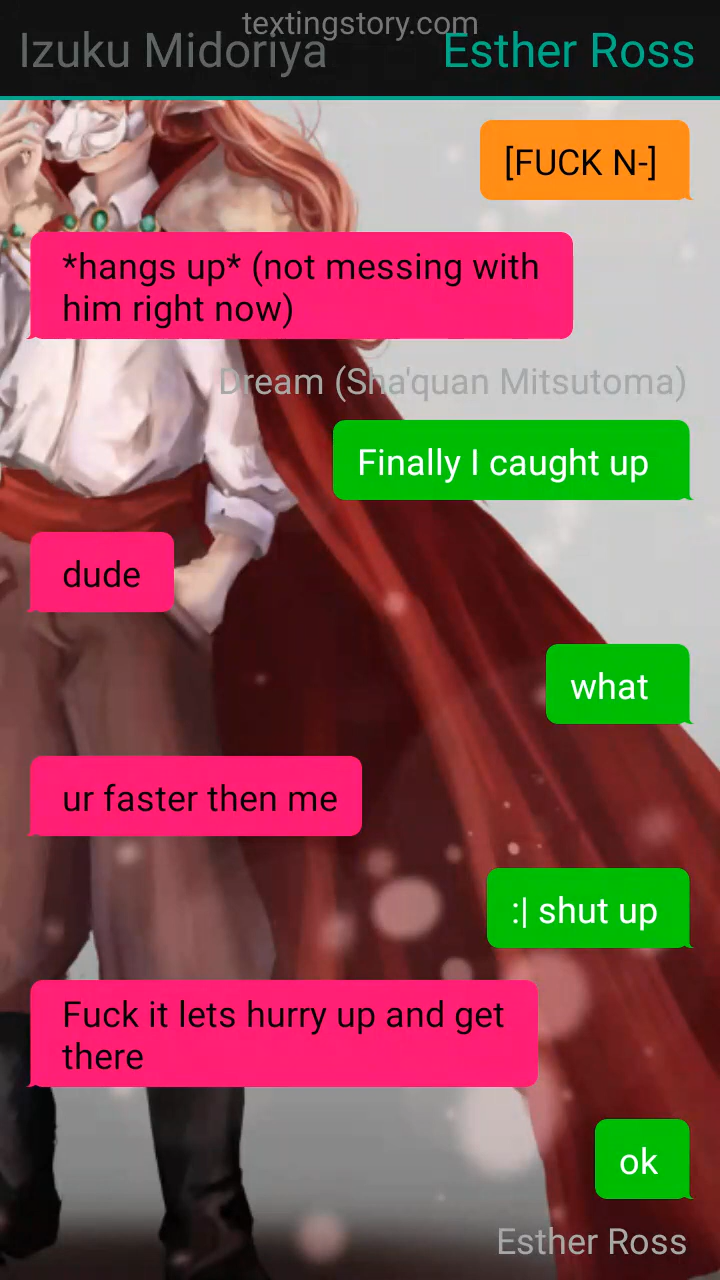 textingstory.com
Izuku Midoriya
Esther Ross
[FUCK N-]
*hangs up* (not messing with
him right now)
Dream (Sha'quan Mitsutoma)
Finally I caught up
dude
what
ur faster then me
:| shut up
Fuck it lets hurry up and get
there
ok
Esther Ross